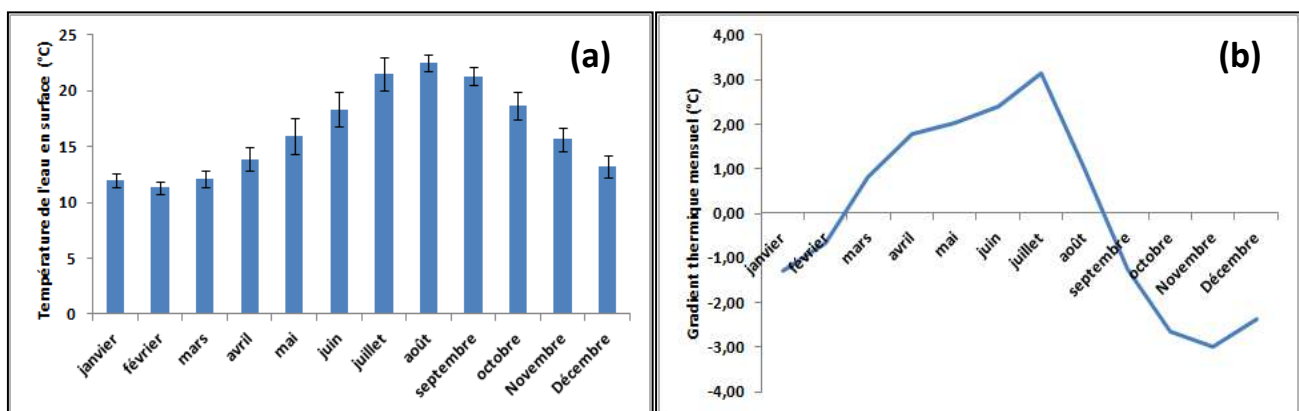 (a)
Température de l'eau en surface (°C)
25
20
15
10
5
0
janvier
février
mars
avril
mai
juin
juillet
août
septembre
octobre
Novembre
Décembre
(b)
Gradient thermique mensuel (°C)
4,00
3,00
2,00
1,00
0,00
-1,00
-2,00
-3,00
-4,00
janvier
février
mars
avril
mai
juin
juillet
août
septembre
octobre
Novembre
Décembre